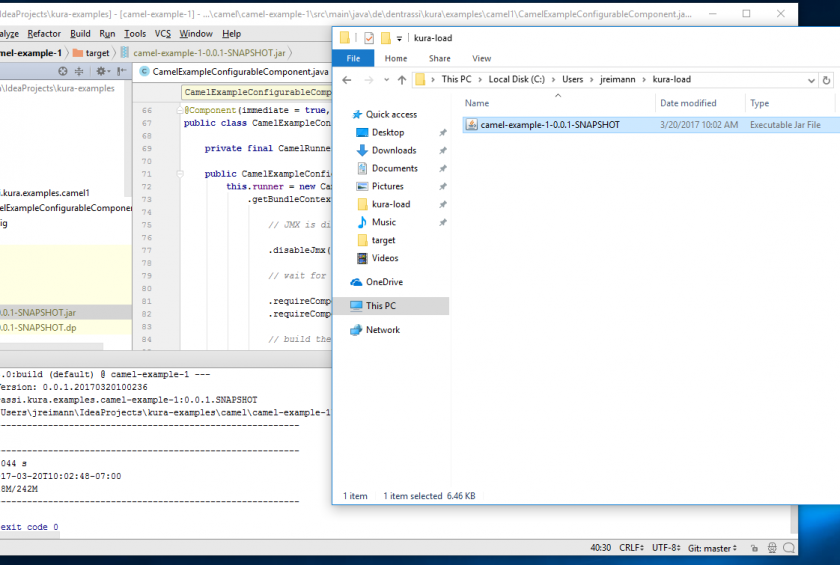 IdeaProjects\kura-examples] - [camel-example-1] - ...\camel\camel-example-1\src\main\java\de\dentrassi\kura\examples\camel1\CamelExampleConfigurableComponent.ja...
alyze Refactor Build Run Tools VCS Window Help
mel-example-1 target camel-example-1-0.0.1-SNAPSHOT.jar
CamelExampleConfigurableComponent.java
\IdeaProjects\kura-examples
CamelExampleConfigurableComp
66 @Component(immediate = true,
67 public class CamelExampleCon
68
69 private final CamelRunne
70
71 public CamelExampleConfi
72 this.runner = new Ca
73 .getBundleContex
74
75 // JMX is di
76
77 .disableJmx(
78
79 // wait for
80
81 .requireComp
82 .requireComp
83
84 // build the
.kura.examples.camel1
elExampleConfigurableComponen
ig
0.0.1-SNAPSHOT.jar
0.0.1-SNAPSHOT.dp
.0:build (default) @ camel-example-1 ---
ersion: 0.0.1.20170320100236
assi.kura.examples.camel-example-1:0.0.1.SNAPSHOT
Users\jreimann\IdeaProjects\kura-examples\camel\camel-example-1
------------------------------------------------------------
------------------------------------------------------------
044 s
17-03-20T10:02:48-07:00
8M/242M
------------------------------------------------------------
exit code 0
40:30 CRLF UTF-8 Git: master
kura-load
File Home Share View
This PC Local Disk (C:) Users jreimann kura-load
Name Date modified Type
camel-example-1-0.0.1-SNAPSHOT 3/20/2017 10:02 AM Executable Jar File
Quick access
Desktop
Downloads
Documents
Pictures
kura-load
Music
target
Videos
OneDrive
This PC
Network
1 item 1 item selected 6.46 KB